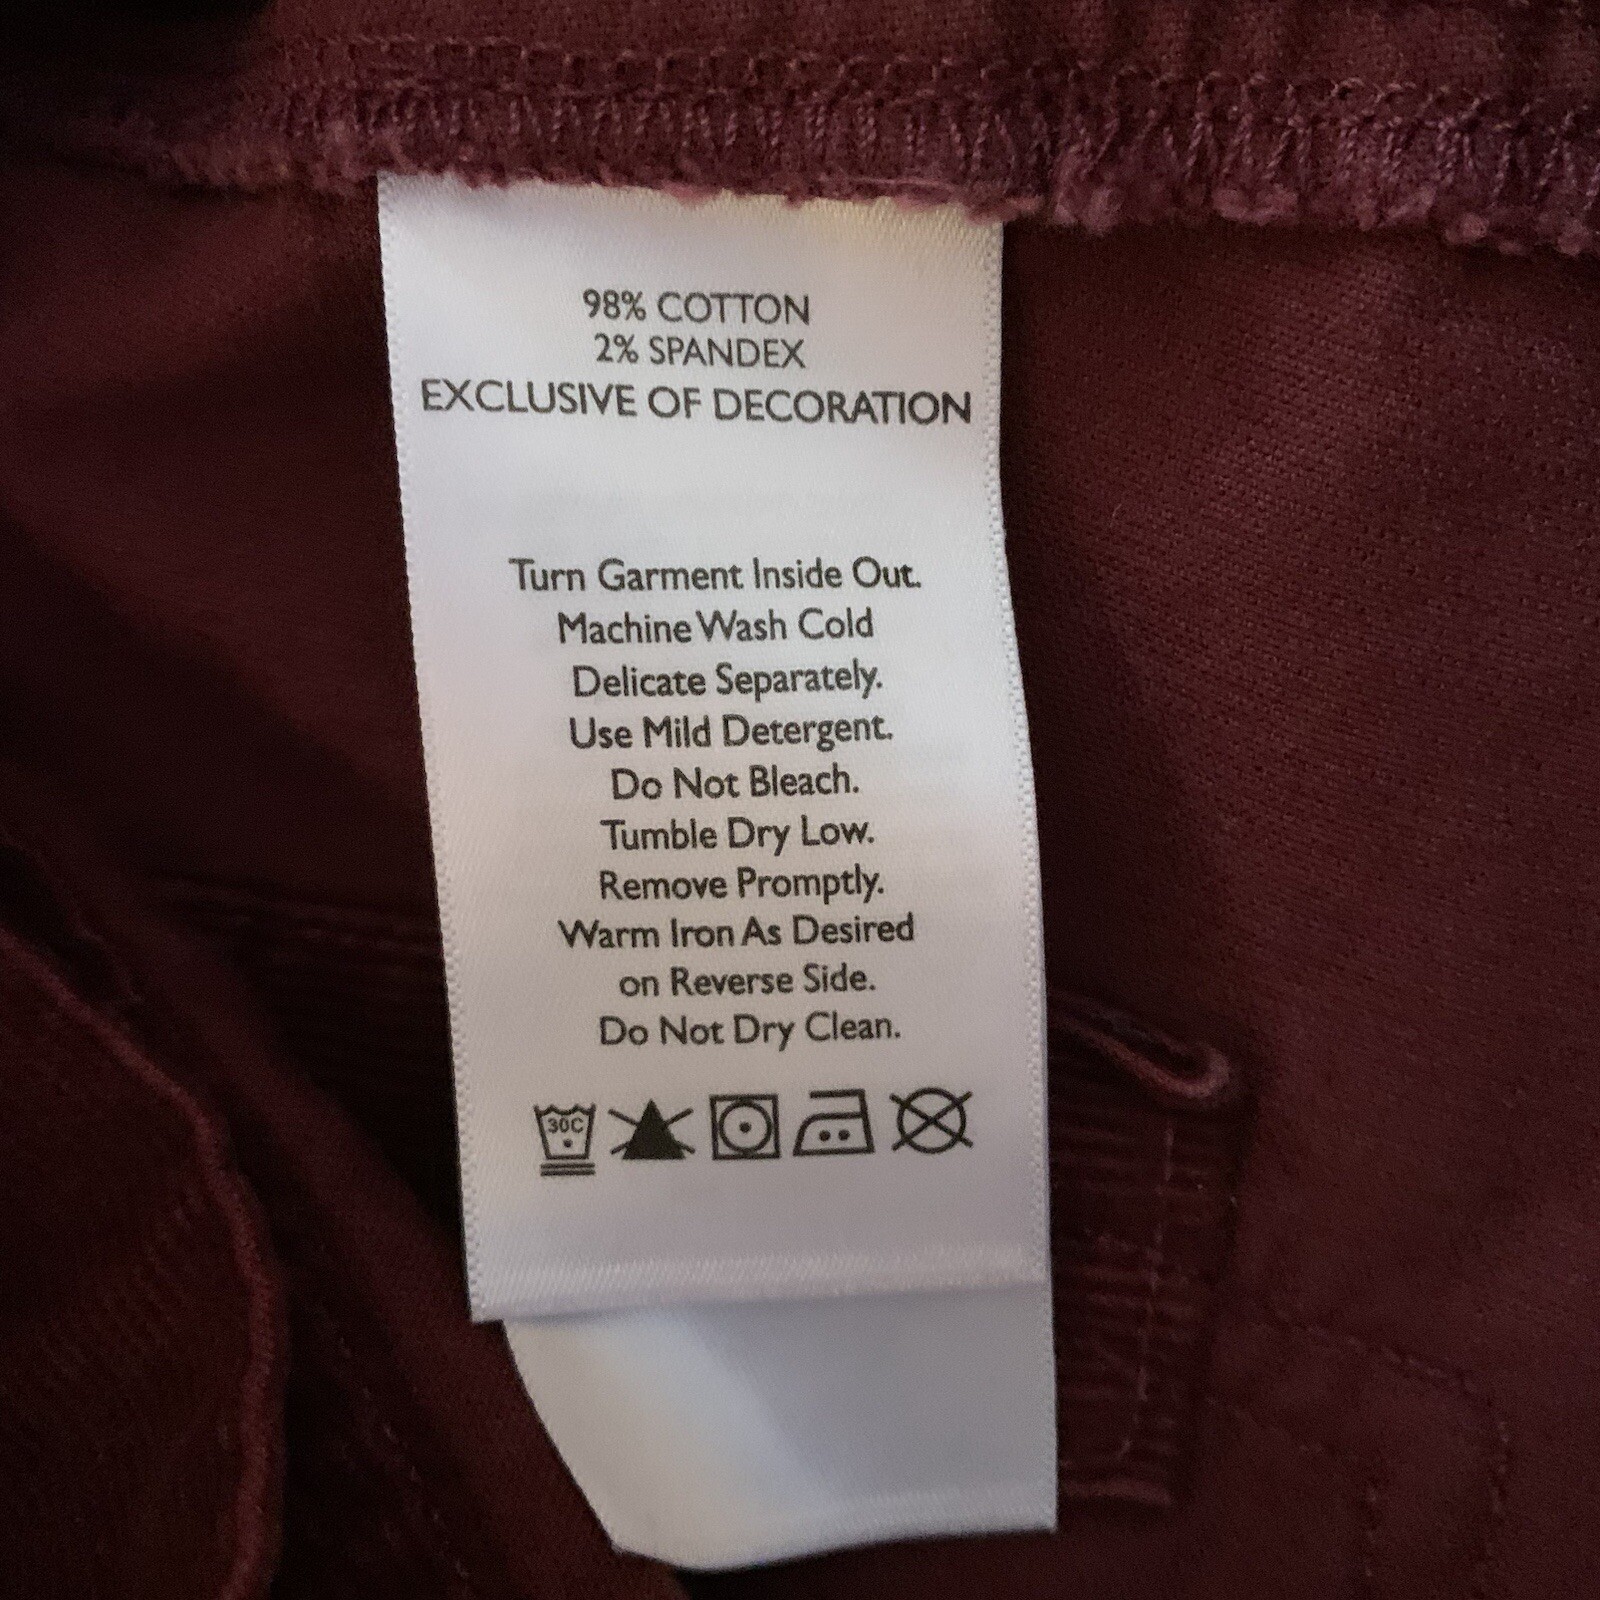 98% COTTON
2% SPANDEX
EXCLUSIVE OF DECORATION
Turn Garment Inside Out.
Machine Wash Cold
Delicate Separately.
Use Mild Detergent.
Do Not Bleach.
Tumble Dry Low.
Remove Promptly.
Warm Iron As Desired
on Reverse Side.
Do Not Dry Clean.
30C